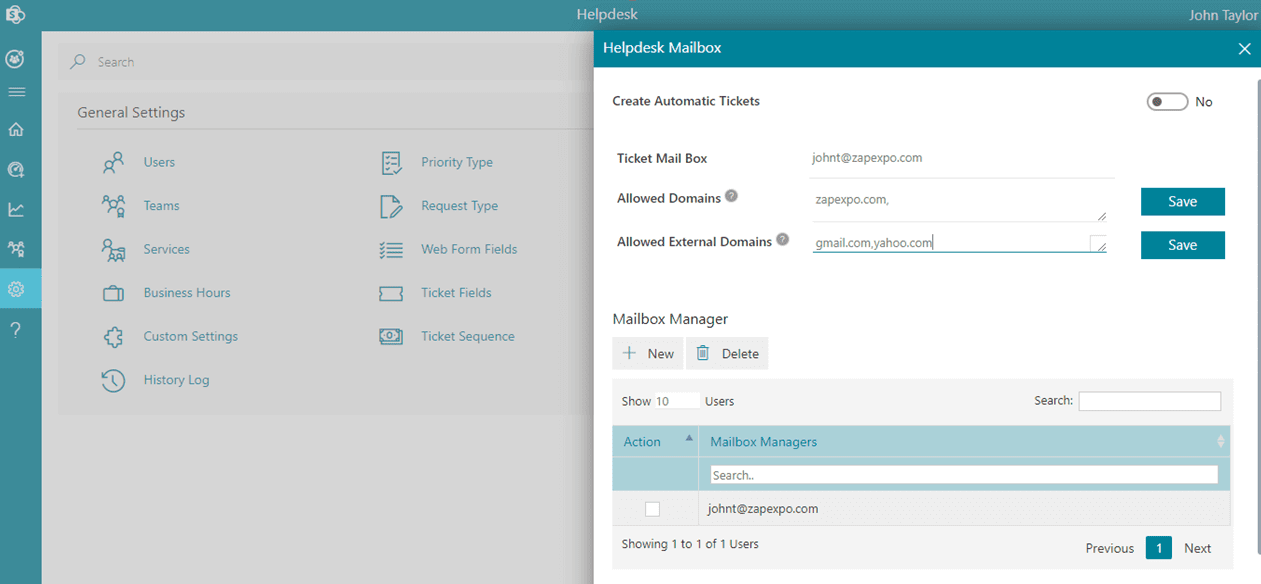 Helpdesk
John Taylor
Search
General Settings
Users
Priority Type
Teams
Request Type
Services
Web Form Fields
Business Hours
Ticket Fields
Custom Settings
Ticket Sequence
History Log
?
Helpdesk Mailbox
Create Automatic Tickets
No
Ticket Mail Box
johnt@zapexpo.com
Allowed Domains ?
zapexpo.com,
Save
Allowed External Domains ?
gmail.com,yahoo.com
Save
Mailbox Manager
New
Delete
Show 10 Users
Search:
Action
Mailbox Managers
Search..
johnt@zapexpo.com
Showing 1 to 1 of 1 Users
Previous 1 Next